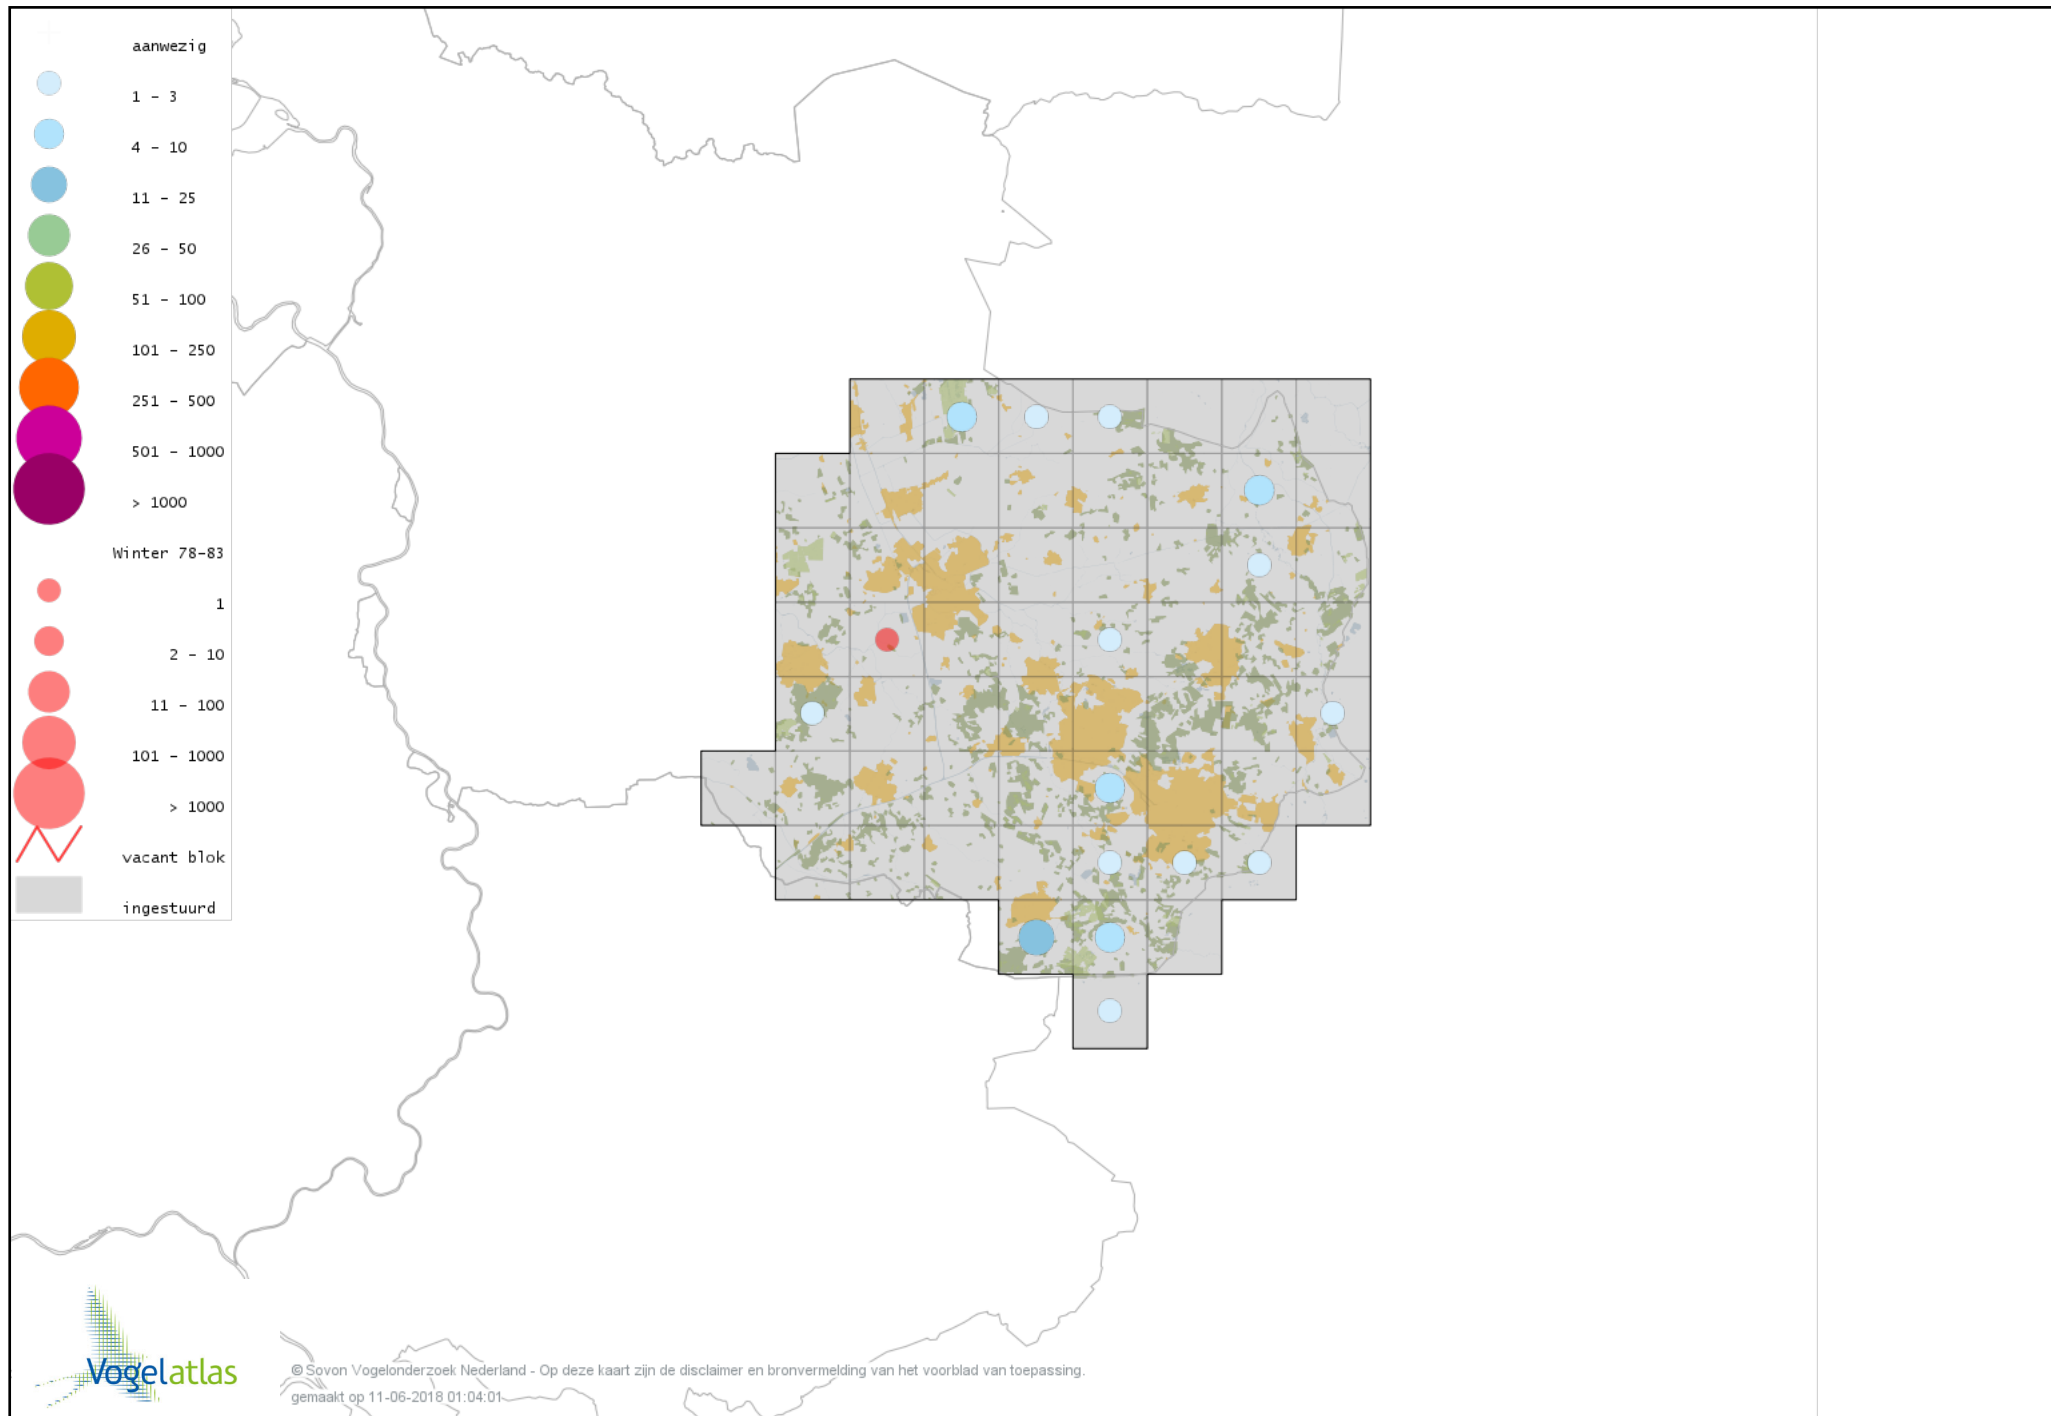 aanwezig
1 - 3
4 - 10
11 - 25
26 - 50
51 - 100
101 - 250
251 - 500
501 - 1000
> 1000
Winter 78-83
1
2 - 10
11 - 100
101 - 1000
> 1000
vacant blok
ingestuurd
Vogelatlas
© Sovon Vogelonderzoek Nederland - Op deze kaart zijn de disclaimer en bronvermelding van het voorblad van toepassing.
gemaakt op 11-06-2018 01:04:01